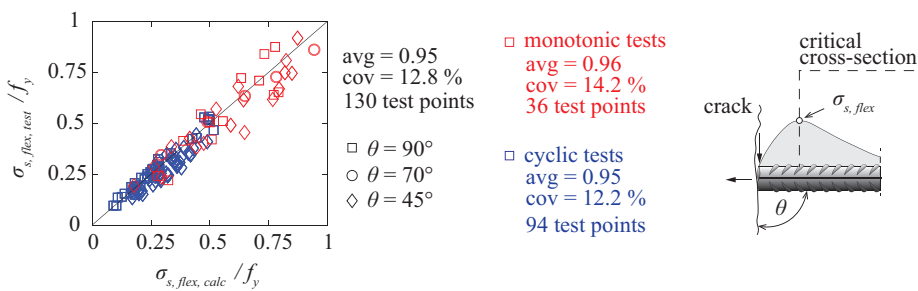 1
0.75
0.5
0.25
0
σs, flex, test / fy
0 0.25 0.5 0.75 1
σs, flex, calc / fy
avg = 0.95
cov = 12.8 %
130 test points
□ θ = 90°
○ θ = 70°
◇ θ = 45°
□ monotonic tests
avg = 0.96
cov = 14.2 %
36 test points
□ cyclic tests
avg = 0.95
cov = 12.2 %
94 test points
critical
cross-section
crack
σs, flex
θ